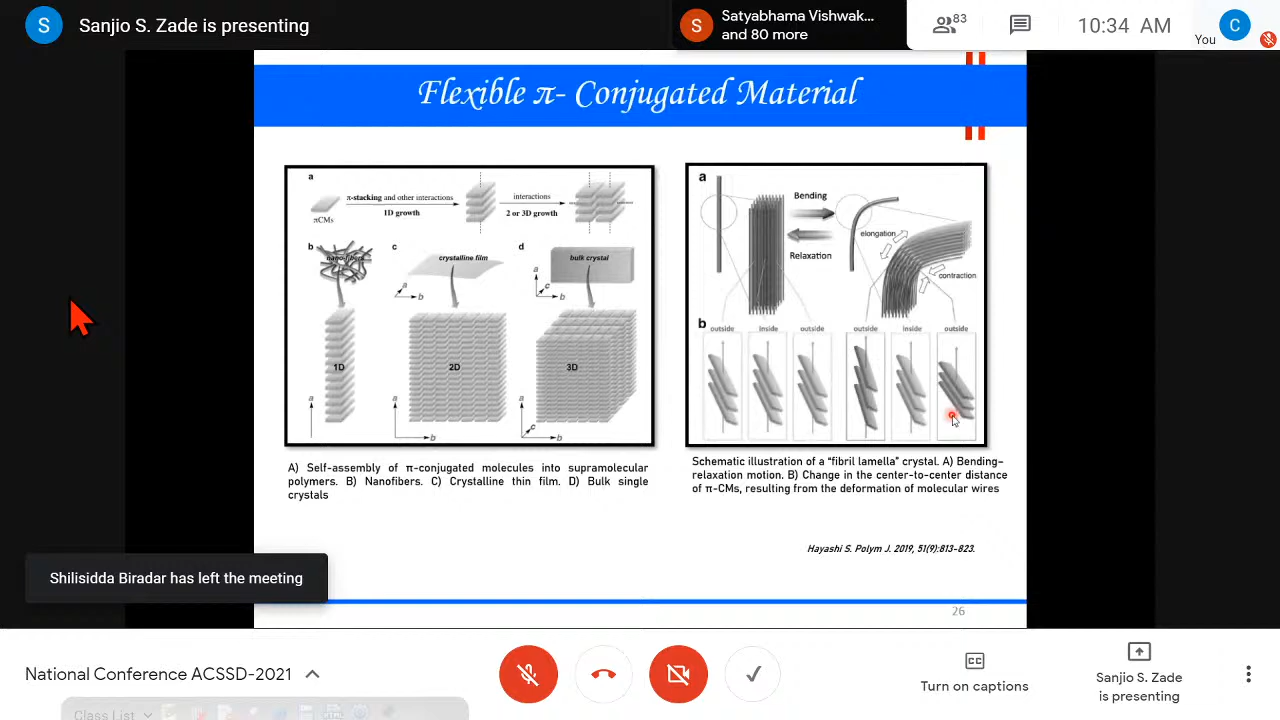 S
Sanjio S. Zade is presenting
S
Satyabhama Vishwak...
and 80 more
83
10:34 AM
You
C
Flexible π- Conjugated Material
a
πCMs
π-stacking and other interactions
1D growth
interactions
2 or 3D growth
b
nano-fibers
c
crystalline film
d
bulk crystal
a
b
a
c
b
1D
2D
3D
a
a
b
a
c
b
a
Bending
Relaxation
elongation
contraction
b
outside
inside
outside
outside
inside
outside
A) Self-assembly of π-conjugated molecules into supramolecular
polymers. B) Nanofibers. C) Crystalline thin film. D) Bulk single
crystals
Schematic illustration of a “fibril lamella” crystal. A) Bending–
relaxation motion. B) Change in the center-to-center distance
of π-CMs, resulting from the deformation of molecular wires
Hayashi S. Polym J. 2019, 51(9):813-823.
26
Shilisidda Biradar has left the meeting
National Conference ACSSD-2021
Turn on captions
Sanjio S. Zade
is presenting
Class List
HTML